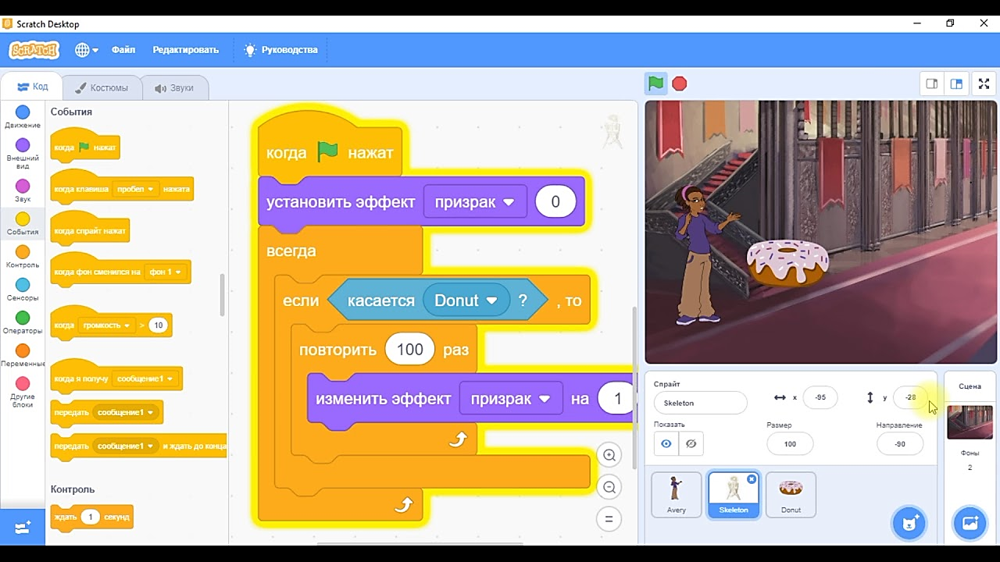 Scratch Desktop
SCRATCH
Файл
Редактировать
Руководства
Код
Костюмы
Звуки
Движение
Внешний
вид
Звук
События
Контроль
Сенсоры
Операторы
Переменные
Другие
блоки
События
когда нажат
когда клавиша пробел нажата
когда спрайт нажат
когда фон сменился на фон 1
когда громкость > 10
когда я получу сообщение1
передать сообщение1
передать сообщение1 и ждать до конца
Контроль
ждать 1 секунд
когда нажат
установить эффект призрак 0
всегда
если касается Donut ? , то
повторить 100 раз
изменить эффект призрак на 1
Спрайт
Skeleton
x -95
y -28
Показать
Размер
100
Направление
-90
Avery
Skeleton
Donut
Сцена
Фоны
2